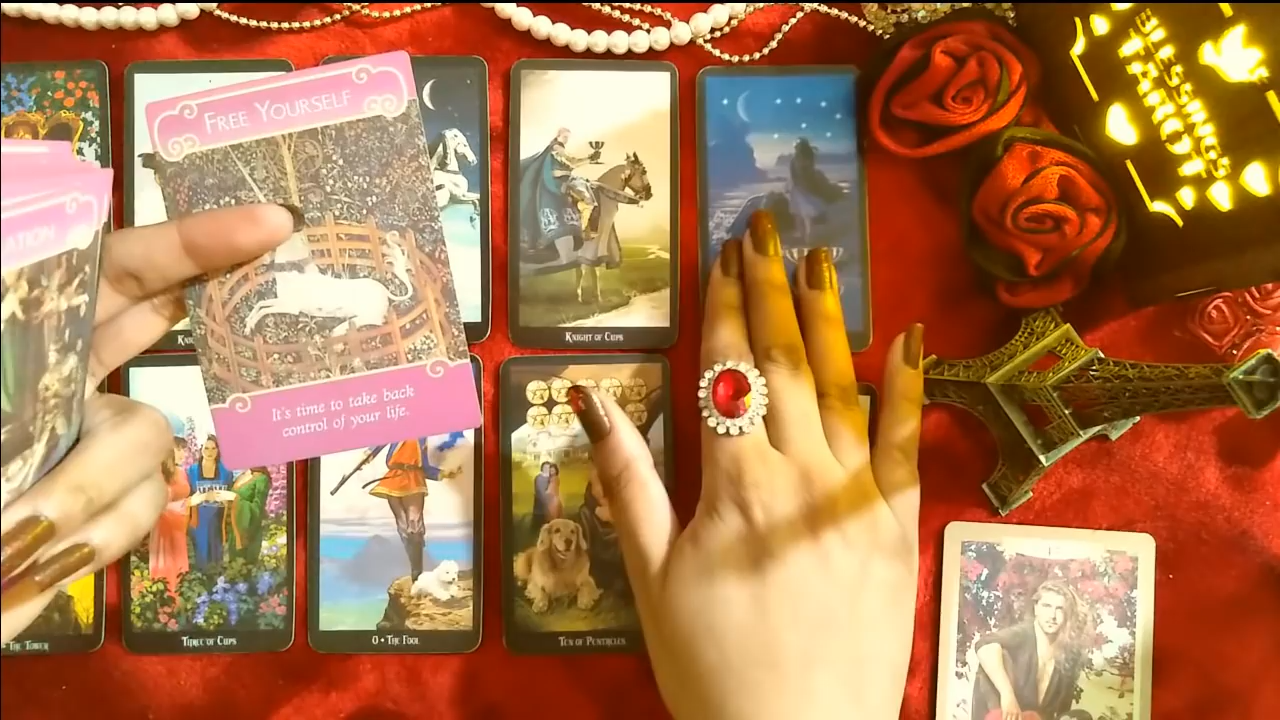 FREE YOURSELF
It's time to take back
control of your life.
ATION
BLESSINGS
TAROT
KNIGHT OF CUPS
THE TOWER
THREE OF CUPS
0 • THE FOOL
TEN OF PENTACLES